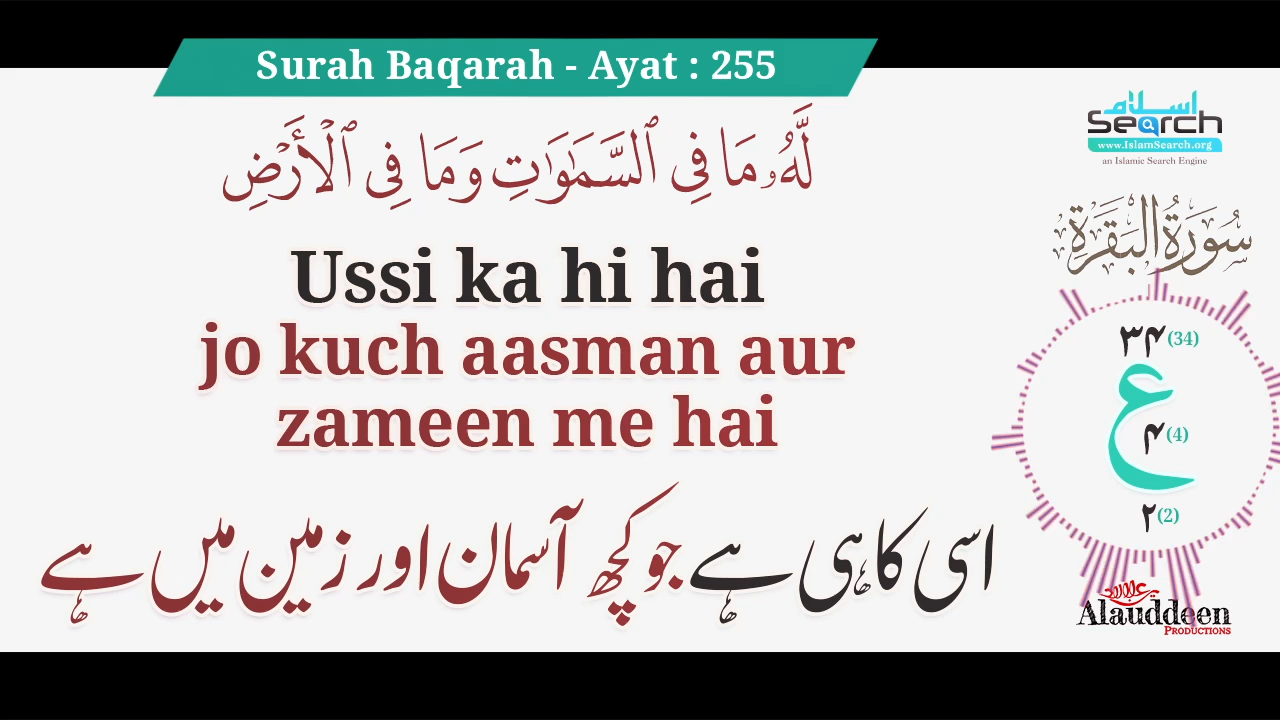 Surah Baqarah - Ayat : 255
لَّهُۥ مَا فِى ٱلسَّمَـٰوَٰتِ وَمَا فِى ٱلْأَرْضِ
Ussi ka hi hai
jo kuch aasman aur
zameen me hai
اسی کا ہی ہے جو کچھ آسمان اور زمین میں ہے
اسلام
Search
www.IslamSearch.org
an Islamic Search Engine
سُورَةُ البَقَرَة
۳۴ (34)
ع
۴ (4)
۲ (2)
Alauddeen
PRODUCTIONS